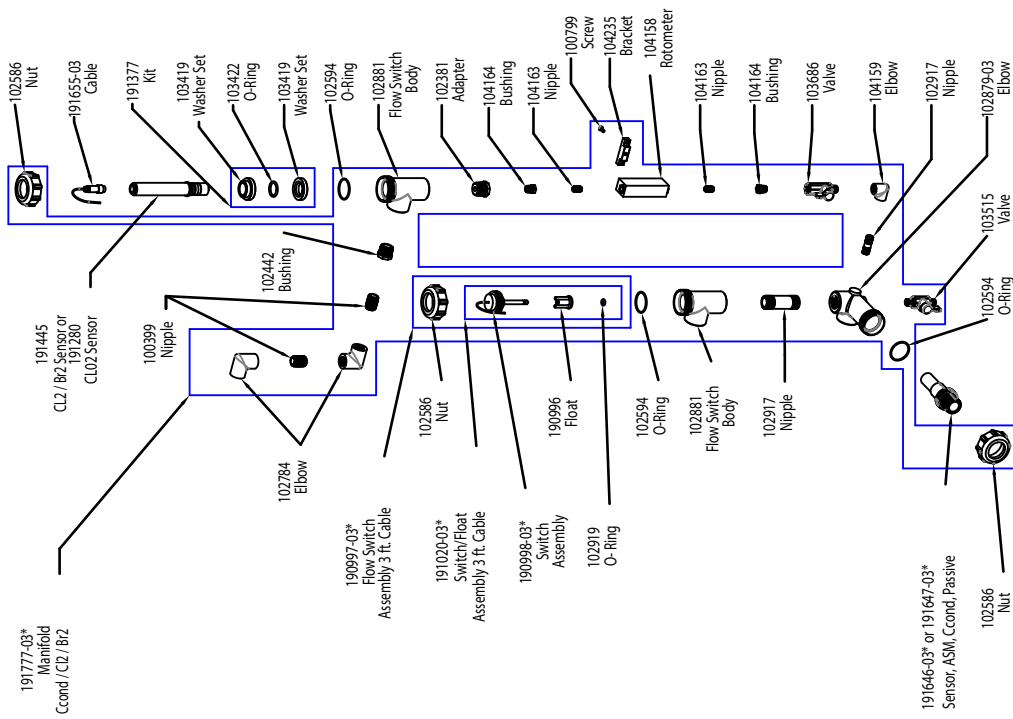 102586
Nut
191655-03
Cable
191377
Kit
103419
Washer Set
103422
O-Ring
103419
Washer Set
102594
O-Ring
102881
Flow Switch
Body
102381
Adapter
104164
Bushing
104163
Nipple
100799
Screw
104235
Bracket
104158
Rotometer
104163
Nipple
104164
Bushing
103686
Valve
104159
Elbow
102917
Nipple
102879-03
Elbow
191445
CL2 / Br2 Sensor or
191280
CL02 Sensor
100399
Nipple
102442
Bushing
103515
Valve
102594
O-Ring
102784
Elbow
102586
Nut
190996
Float
102594
O-Ring
102881
Flow Switch
Body
102917
Nipple
190997-03*
Flow Switch
Assembly 3 ft. Cable
191020-03*
Switch/Float
Assembly 3 ft. Cable
190998-03*
Switch
Assembly
102919
O- Ring
191777-03*
Manifold
Ccond / Cl2 / Br2
191646-03* or 191647-03*
Sensor, ASM, Ccond, Passive
102586
Nut